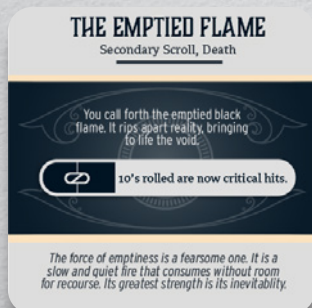 THE EMPTIED FLAME
Secondary Scroll, Death
You call forth the emptied black
flame. It rips apart reality, bringing
to life the void.
10's rolled are now critical hits.
The force of emptiness is a fearsome one. It is a
slow and quiet fire that consumes without room
for recourse. Its greatest strength is its inevitablity.